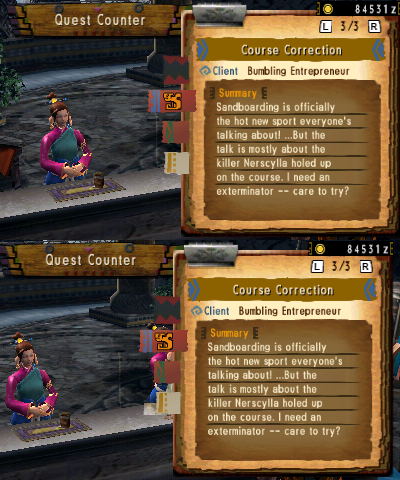 Quest Counter
84531z
L 3/3 R
Course Correction
Client Bumbling Entrepreneur
Summary
Sandboarding is officially
the hot new sport everyone's
talking about! ...But the
talk is mostly about the
killer Nerscylla holed up
on the course. I need an
exterminator -- care to try?
Quest Counter
84531z
L 3/3 R
Course Correction
Client Bumbling Entrepreneur
Summary
Sandboarding is officially
the hot new sport everyone's
talking about! ...But the
talk is mostly about the
killer Nerscylla holed up
on the course. I need an
exterminator -- care to try?